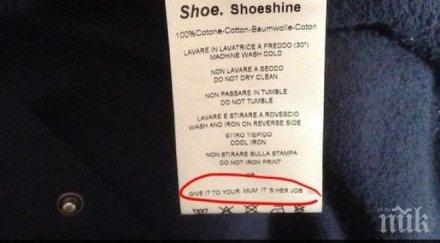 Shoe. Shoeshine
100%Cotone-Cotton-Baumwolle-Coton
LAVARE IN LAVATRICE A FREDDO (30°)
MACHINE WASH COLD
NON LAVARE A SECCO
DO NOT DRY CLEAN
NON PASSARE IN TUMBLE
DO NOT TUMBLE
LAVARE E STIRARE A ROVESCIO
WASH AND IRON ON REVERSE SIDE
STIRO TIEPIDO
COOL IRON
NON STIRARE SULLA STAMPA
DO NOT IRON PRINT
OR
GIVE IT TO YOUR MUM IT'S HER JOB !!!!
пик